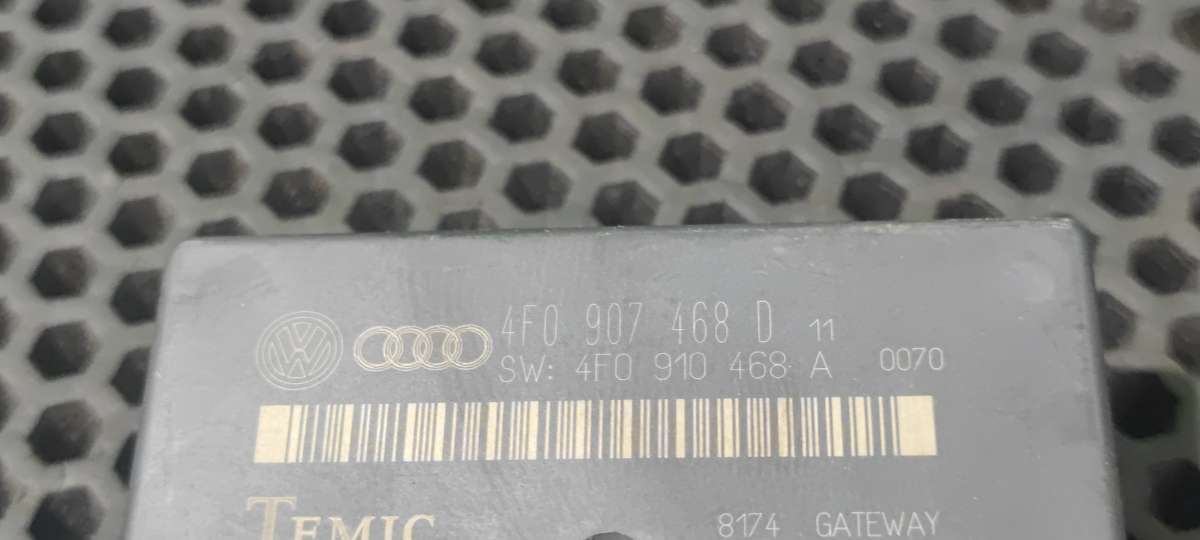 4F0 907 468 D 11
SW: 4F0 910 468 A 0070
TEMIC 8174 GATEWAY